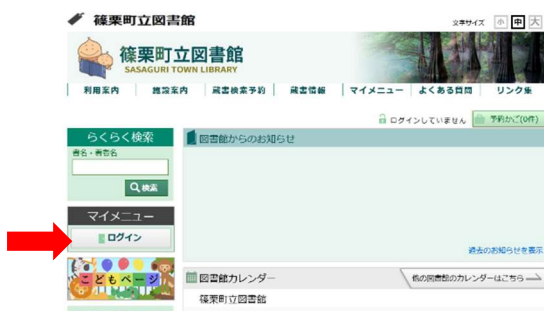 篠栗町立図書館
文字サイズ 小 中 大
篠栗町立図書館
SASAGURI TOWN LIBRARY
利用案内 施設案内 蔵書検索予約 蔵書情報 マイメニュー よくある質問 リンク集
ログインしていません 予約かご(0件)
らくらく検索 図書館からのお知らせ
書名・著者名
検索
マイメニュー
ログイン
過去のお知らせを表示
こどもページ
図書館カレンダー 他の図書館のカレンダーはこちら
篠栗町立図書館